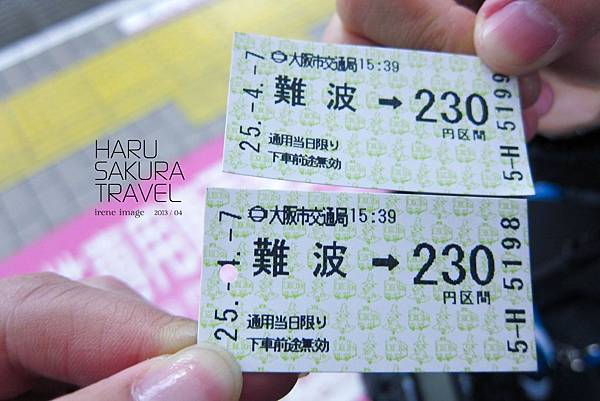 25.-4.-7
大阪市交通局15:39
難波➡230
円区間
通用当日限り
下車前途無効
5-H 5199
HARU
SAKURA
TRAVEL
irene image 2013 / 04
25.-4.-7
大阪市交通局15:39
難波➡230
円区間
通用当日限り
下車前途無効
5-H 5198